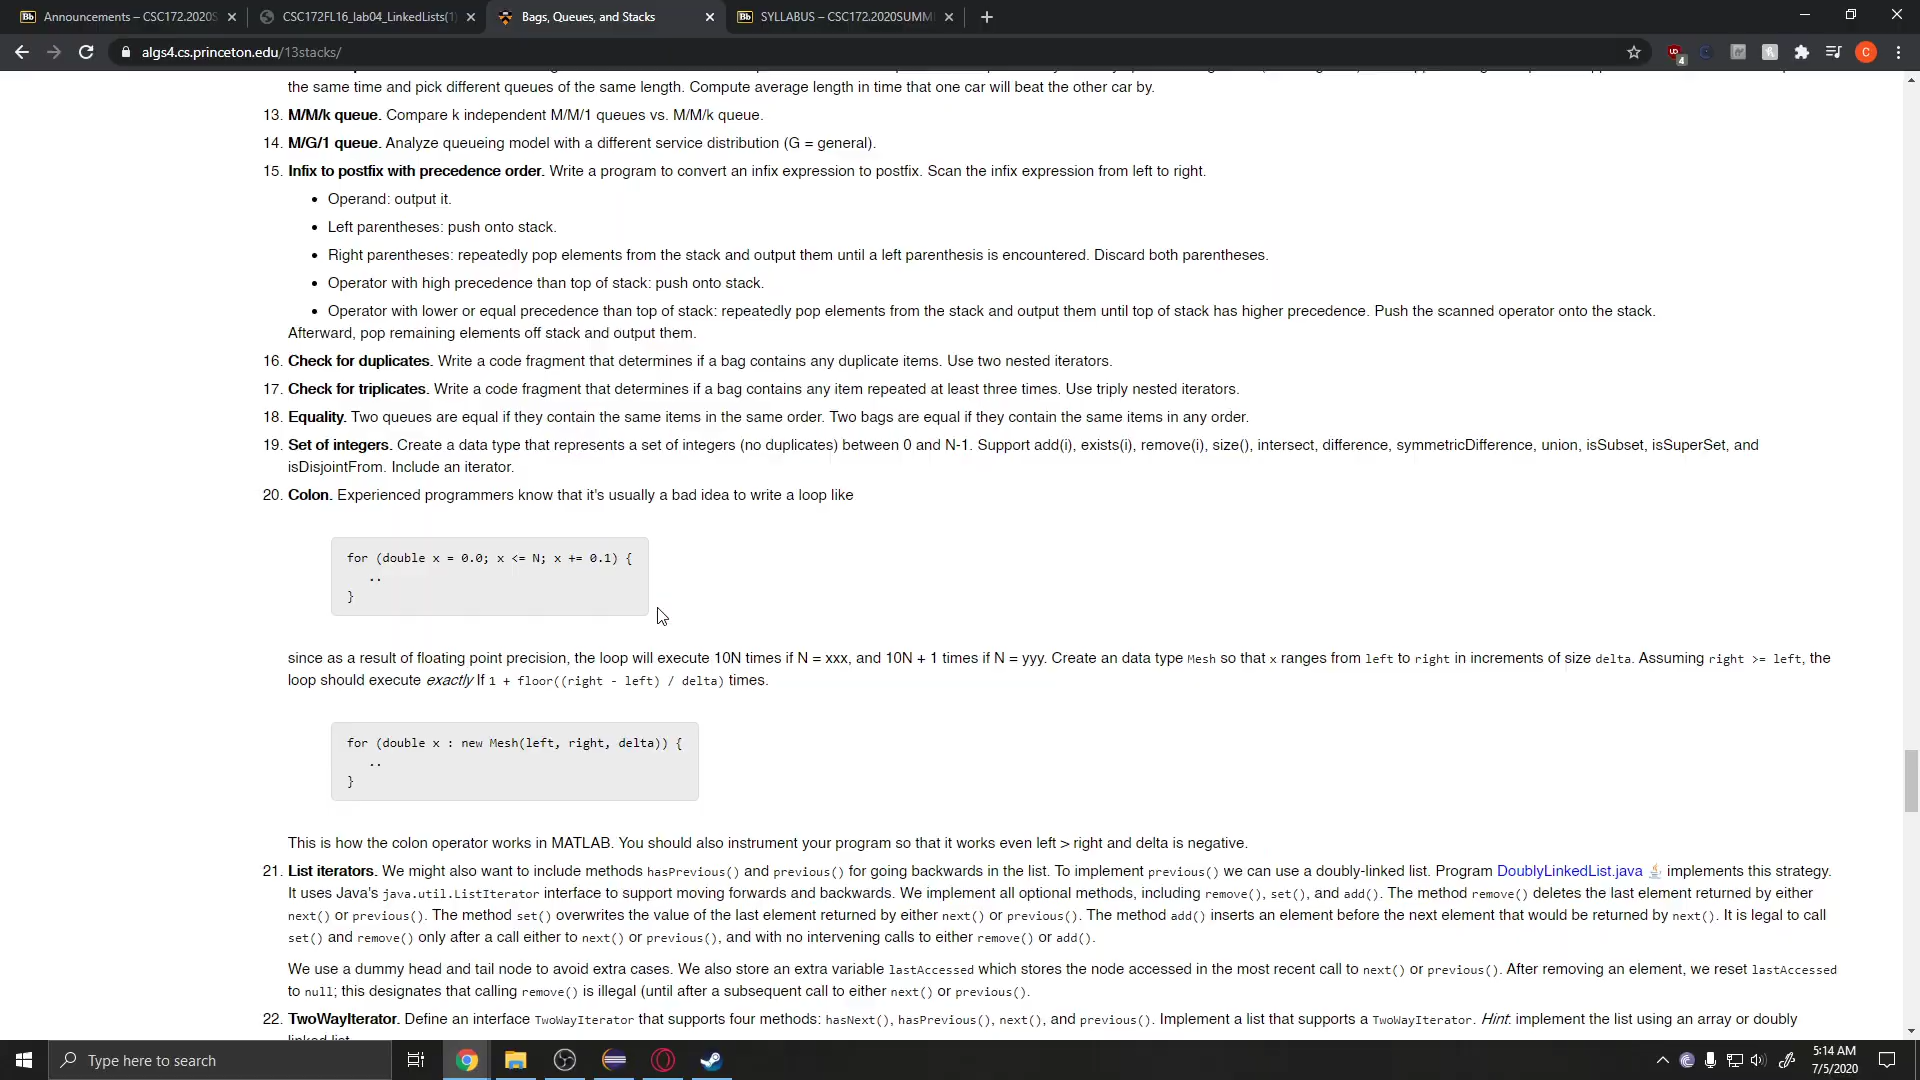 Announcements – CSC172.2020S
CSC172FL16_lab04_LinkedLists(1)
Bags, Queues, and Stacks
SYLLABUS – CSC172.2020SUMM
algs4.cs.princeton.edu/13stacks/
the same time and pick different queues of the same length. Compute average length in time that one car will beat the other car by.
13. M/M/k queue. Compare k independent M/M/1 queues vs. M/M/k queue.
14. M/G/1 queue. Analyze queueing model with a different service distribution (G = general).
15. Infix to postfix with precedence order. Write a program to convert an infix expression to postfix. Scan the infix expression from left to right.
• Operand: output it.
• Left parentheses: push onto stack.
• Right parentheses: repeatedly pop elements from the stack and output them until a left parenthesis is encountered. Discard both parentheses.
• Operator with high precedence than top of stack: push onto stack.
• Operator with lower or equal precedence than top of stack: repeatedly pop elements from the stack and output them until top of stack has higher precedence. Push the scanned operator onto the stack.
Afterward, pop remaining elements off stack and output them.
16. Check for duplicates. Write a code fragment that determines if a bag contains any duplicate items. Use two nested iterators.
17. Check for triplicates. Write a code fragment that determines if a bag contains any item repeated at least three times. Use triply nested iterators.
18. Equality. Two queues are equal if they contain the same items in the same order. Two bags are equal if they contain the same items in any order.
19. Set of integers. Create a data type that represents a set of integers (no duplicates) between 0 and N-1. Support add(i), exists(i), remove(i), size(), intersect, difference, symmetricDifference, union, isSubset, isSuperSet, and
isDisjointFrom. Include an iterator.
20. Colon. Experienced programmers know that it's usually a bad idea to write a loop like
for (double x = 0.0; x <= N; x += 0.1) {
..
}
since as a result of floating point precision, the loop will execute 10N times if N = xxx, and 10N + 1 times if N = yyy. Create an data type Mesh so that x ranges from left to right in increments of size delta. Assuming right >= left, the
loop should execute exactly If 1 + floor((right - left) / delta) times.
for (double x : new Mesh(left, right, delta)) {
..
}
This is how the colon operator works in MATLAB. You should also instrument your program so that it works even left > right and delta is negative.
21. List iterators. We might also want to include methods hasPrevious() and previous() for going backwards in the list. To implement previous() we can use a doubly-linked list. Program DoublyLinkedList.java implements this strategy.
It uses Java's java.util.ListIterator interface to support moving forwards and backwards. We implement all optional methods, including remove(), set(), and add(). The method remove() deletes the last element returned by either
next() or previous(). The method set() overwrites the value of the last element returned by either next() or previous(). The method add() inserts an element before the next element that would be returned by next(). It is legal to call
set() and remove() only after a call either to next() or previous(), and with no intervening calls to either remove() or add().
We use a dummy head and tail node to avoid extra cases. We also store an extra variable lastAccessed which stores the node accessed in the most recent call to next() or previous(). After removing an element, we reset lastAccessed
to null; this designates that calling remove() is illegal (until after a subsequent call to either next() or previous().
22. TwoWayIterator. Define an interface TwoWayIterator that supports four methods: hasNext(), hasPrevious(), next(), and previous(). Implement a list that supports a TwoWayIterator. Hint: implement the list using an array or doubly
linked list.
Type here to search
5:14 AM
7/5/2020